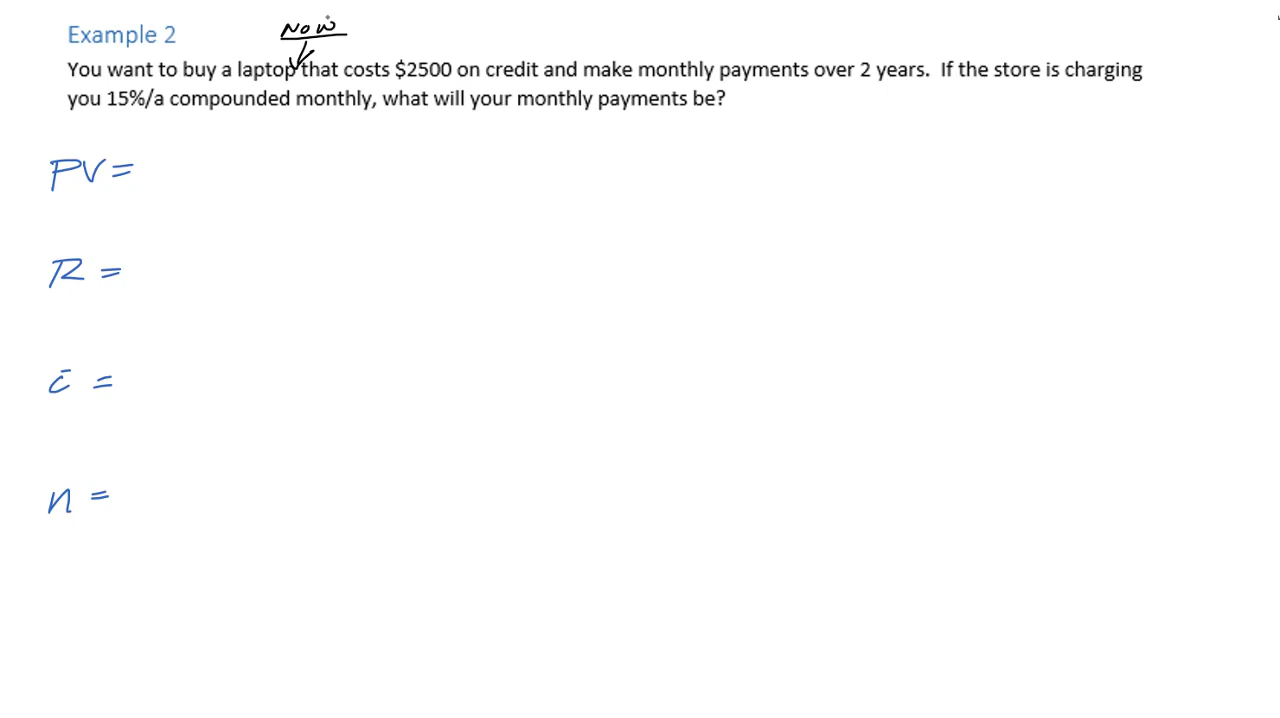 Example 2
NOW
You want to buy a laptop that costs $2500 on credit and make monthly payments over 2 years.  If the store is charging
you 15%/a compounded monthly, what will your monthly payments be?
PV =
R =
i =
n =